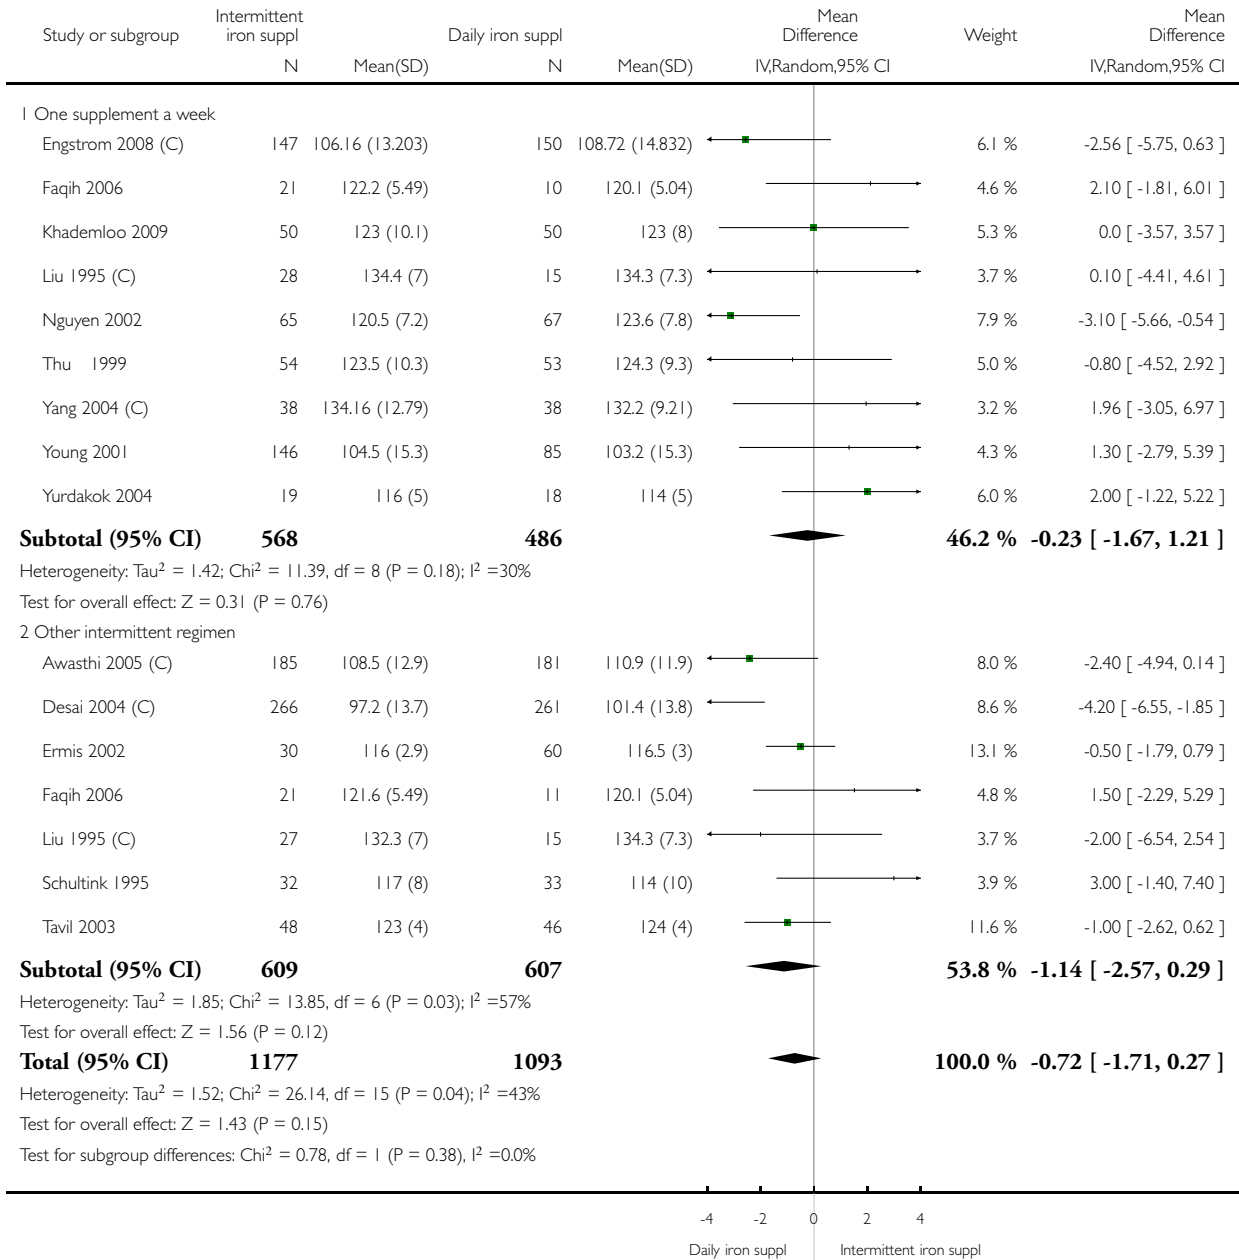 Study or subgroup Intermittent iron suppl Daily iron suppl Mean Difference Weight Mean Difference
N Mean(SD) N Mean(SD) IV,Random,95% CI IV,Random,95% CI
1 One supplement a week
Engstrom 2008 (C) 147 106.16 (13.203) 150 108.72 (14.832) 6.1 % -2.56 [ -5.75, 0.63 ]
Faqih 2006 21 122.2 (5.49) 10 120.1 (5.04) 4.6 % 2.10 [ -1.81, 6.01 ]
Khademloo 2009 50 123 (10.1) 50 123 (8) 5.3 % 0.0 [ -3.57, 3.57 ]
Liu 1995 (C) 28 134.4 (7) 15 134.3 (7.3) 3.7 % 0.10 [ -4.41, 4.61 ]
Nguyen 2002 65 120.5 (7.2) 67 123.6 (7.8) 7.9 % -3.10 [ -5.66, -0.54 ]
Thu 1999 54 123.5 (10.3) 53 124.3 (9.3) 5.0 % -0.80 [ -4.52, 2.92 ]
Yang 2004 (C) 38 134.16 (12.79) 38 132.2 (9.21) 3.2 % 1.96 [ -3.05, 6.97 ]
Young 2001 146 104.5 (15.3) 85 103.2 (15.3) 4.3 % 1.30 [ -2.79, 5.39 ]
Yurdakok 2004 19 116 (5) 18 114 (5) 6.0 % 2.00 [ -1.22, 5.22 ]
Subtotal (95% CI) 568 486 46.2 % -0.23 [ -1.67, 1.21 ]
Heterogeneity: Tau² = 1.42; Chi² = 11.39, df = 8 (P = 0.18); I² =30%
Test for overall effect: Z = 0.31 (P = 0.76)
2 Other intermittent regimen
Awasthi 2005 (C) 185 108.5 (12.9) 181 110.9 (11.9) 8.0 % -2.40 [ -4.94, 0.14 ]
Desai 2004 (C) 266 97.2 (13.7) 261 101.4 (13.8) 8.6 % -4.20 [ -6.55, -1.85 ]
Ermis 2002 30 116 (2.9) 60 116.5 (3) 13.1 % -0.50 [ -1.79, 0.79 ]
Faqih 2006 21 121.6 (5.49) 11 120.1 (5.04) 4.8 % 1.50 [ -2.29, 5.29 ]
Liu 1995 (C) 27 132.3 (7) 15 134.3 (7.3) 3.7 % -2.00 [ -6.54, 2.54 ]
Schultink 1995 32 117 (8) 33 114 (10) 3.9 % 3.00 [ -1.40, 7.40 ]
Tavil 2003 48 123 (4) 46 124 (4) 11.6 % -1.00 [ -2.62, 0.62 ]
Subtotal (95% CI) 609 607 53.8 % -1.14 [ -2.57, 0.29 ]
Heterogeneity: Tau² = 1.85; Chi² = 13.85, df = 6 (P = 0.03); I² =57%
Test for overall effect: Z = 1.56 (P = 0.12)
Total (95% CI) 1177 1093 100.0 % -0.72 [ -1.71, 0.27 ]
Heterogeneity: Tau² = 1.52; Chi² = 26.14, df = 15 (P = 0.04); I² =43%
Test for overall effect: Z = 1.43 (P = 0.15)
Test for subgroup differences: Chi² = 0.78, df = 1 (P = 0.38), I² =0.0%
-4 -2 0 2 4
Daily iron suppl Intermittent iron suppl